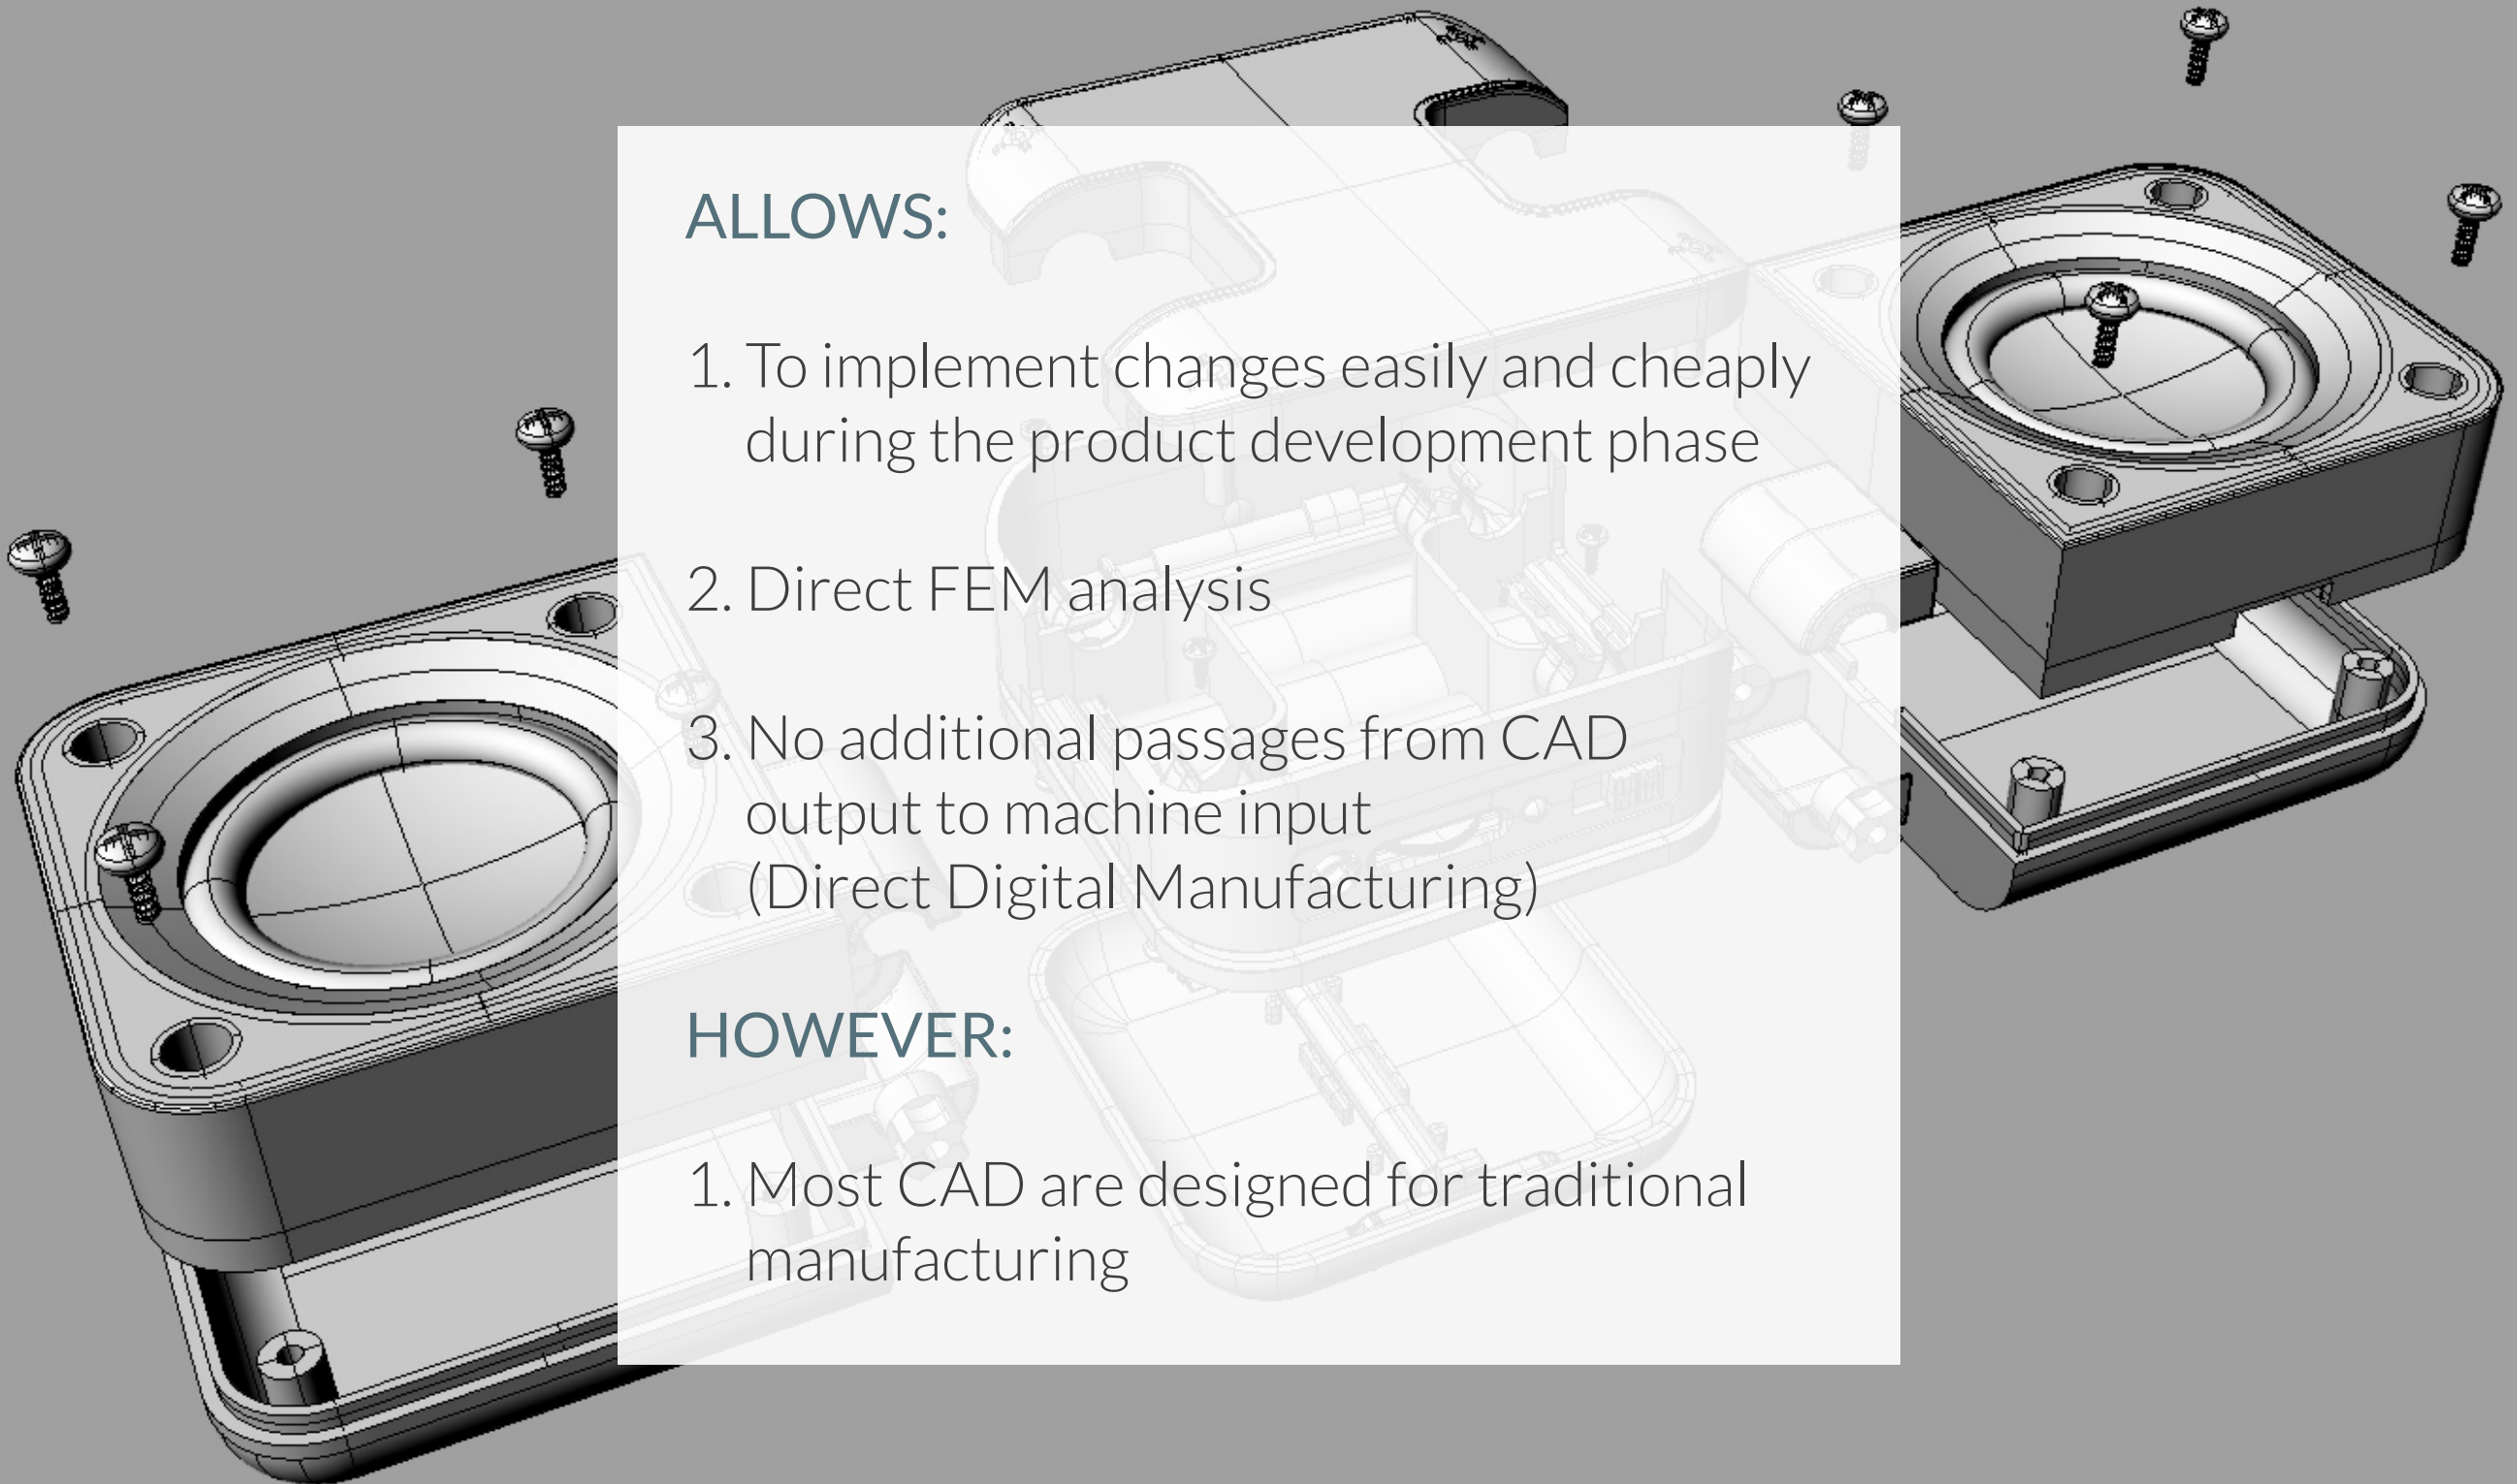 ALLOWS:
1. To implement changes easily and cheaply
during the product development phase
2. Direct FEM analysis
3. No additional passages from CAD
output to machine input
(Direct Digital Manufacturing)
HOWEVER:
1. Most CAD are designed for traditional
manufacturing